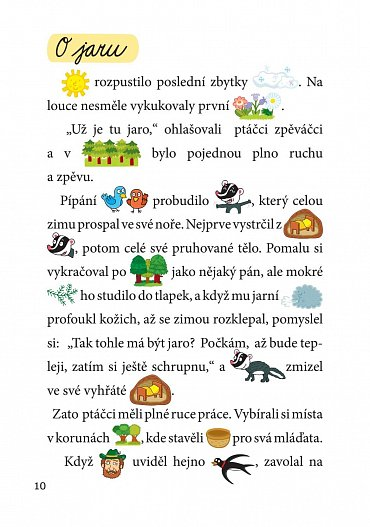 O jaru
rozpustilo poslední zbytky . Na
louce nesměle vykukovaly první .
„Už je tu jaro,“ ohlašovali ptáčci zpěváčci
a v bylo pojednou plno ruchu
a zpěvu.
Pípání probudilo , který celou
zimu prospal ve své noře. Nejprve vystrčil z
potom celé své pruhované tělo. Pomalu si
vykračoval po jako nějaký pán, ale mokré
ho studilo do tlapek, a když mu jarní
profoukl kožich, až se zimou rozklepal, pomyslel
si: „Tak tohle má být jaro? Počkám, až bude tep-
leji, zatím si ještě schrupnu,“ a zmizel
ve své vyhřáté .
Zato ptáčci měli plné ruce práce. Vybírali si místa
v korunách , kde stavěli pro svá mláďata.
Když uviděl hejno , zavolal na
10